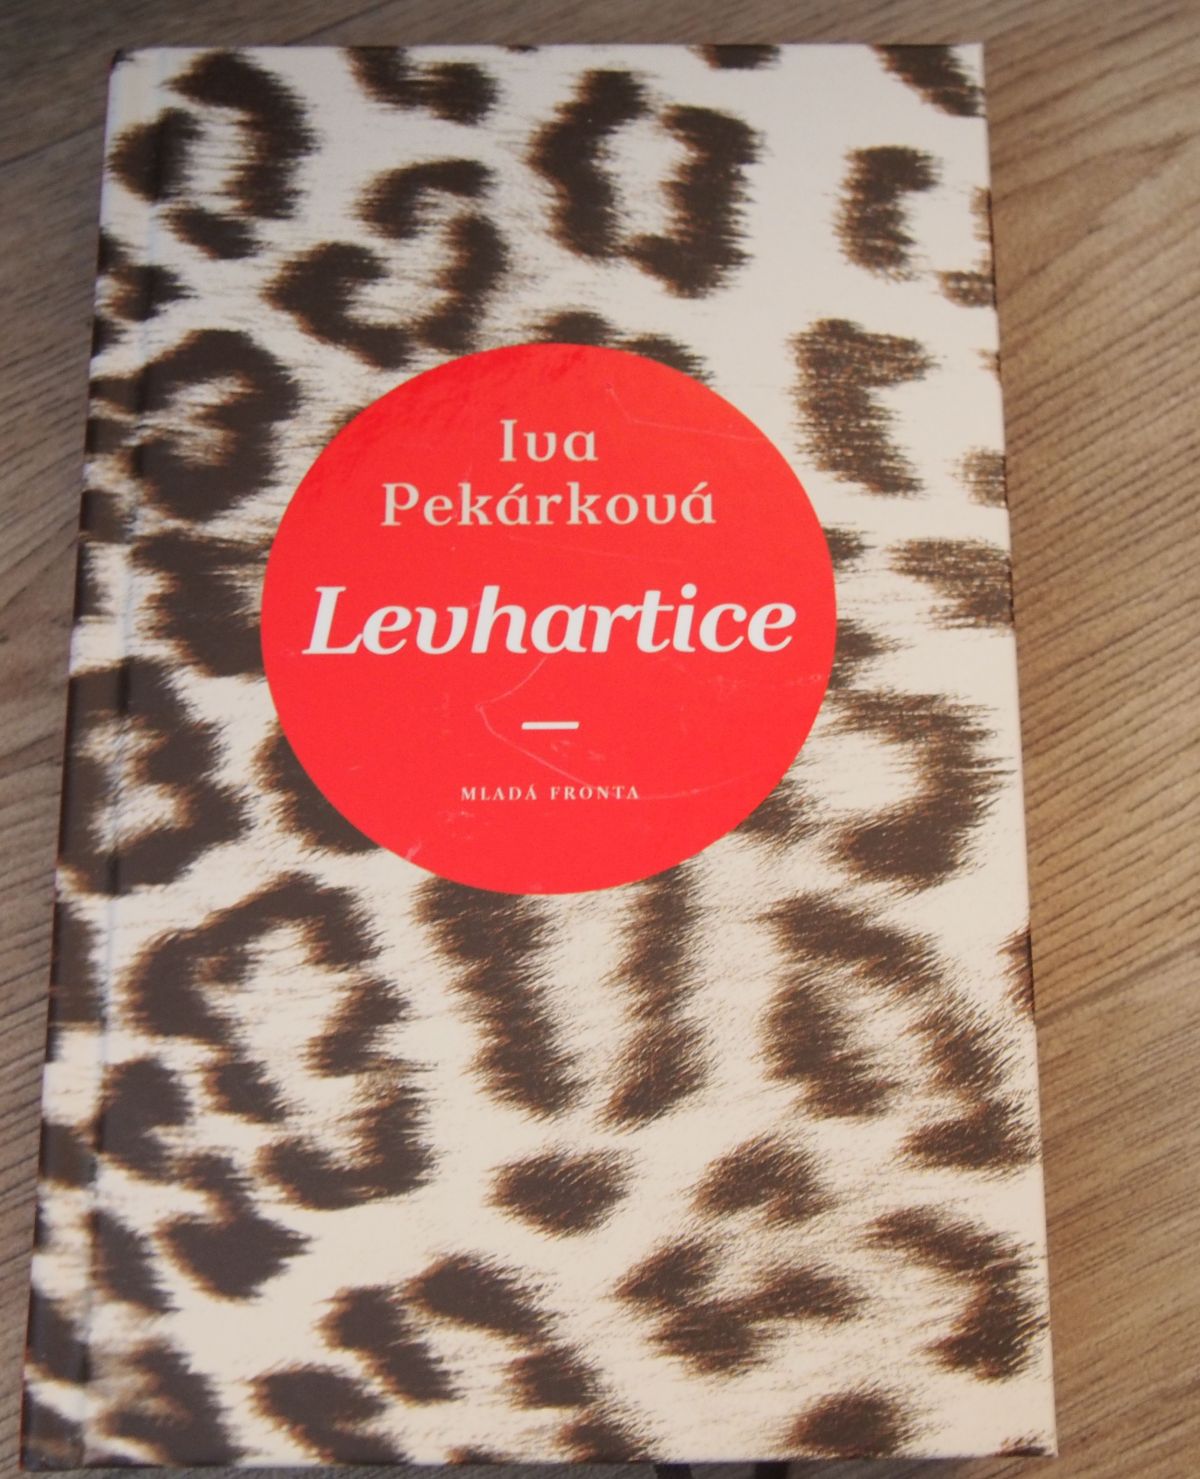 Iva
Pekárková
Levhartice
MLADÁ FRONTA